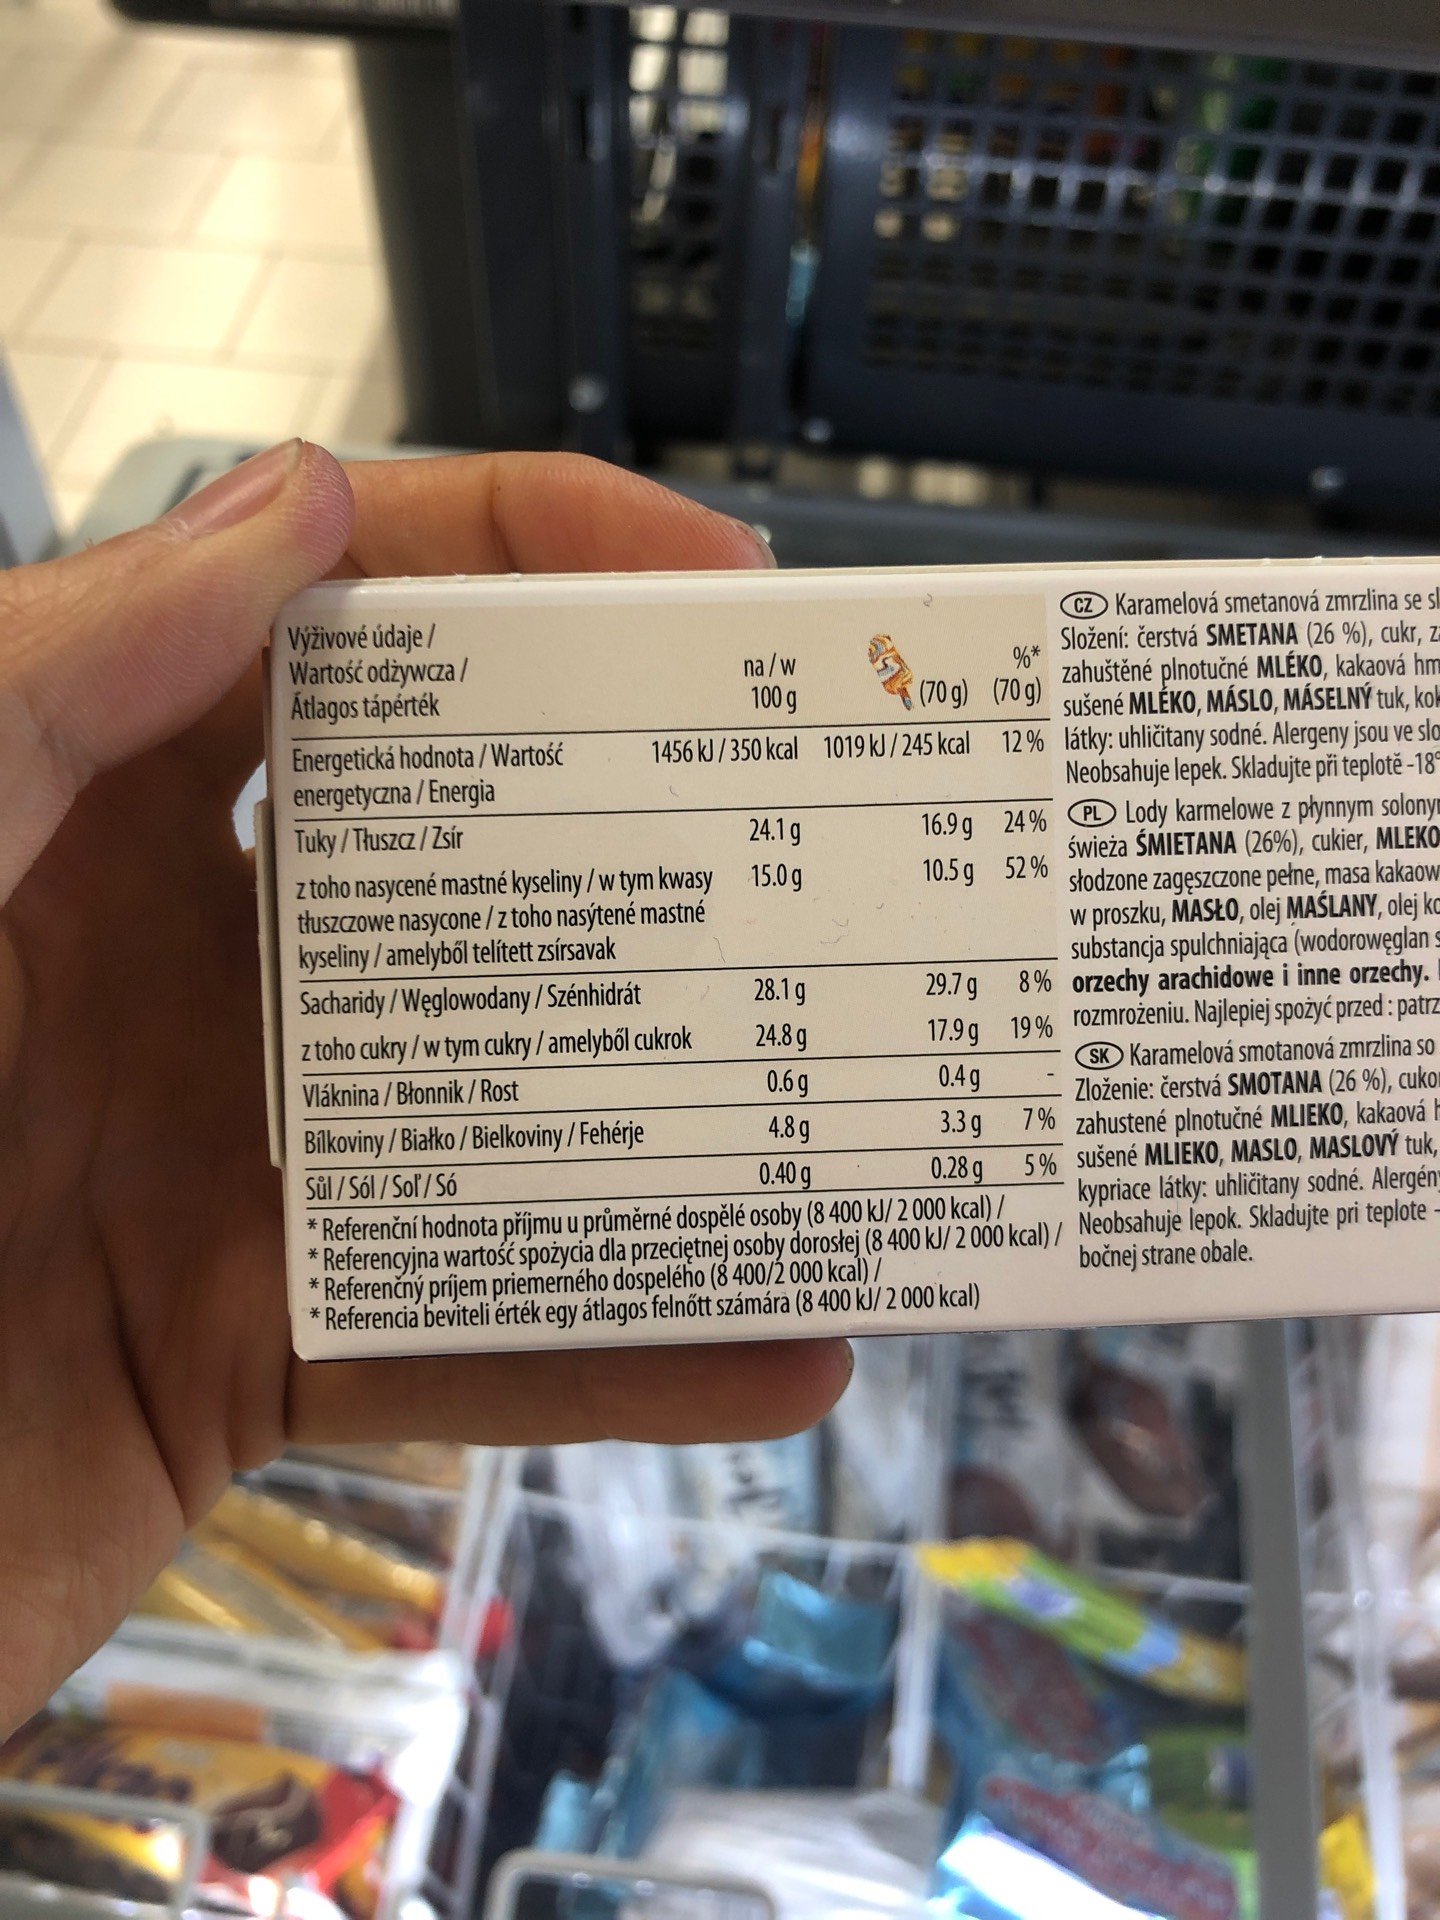 Výživové údaje /
Wartość odżywcza /
Átlagos tápérték
na / w
100 g
(70 g)
%*
(70 g)
Energetická hodnota / Wartość
energetyczna / Energia
1456 kJ / 350 kcal 1019 kJ / 245 kcal 12 %
Tuky / Tłuszcz / Zsír 24.1 g 16.9 g 24 %
z toho nasycené mastné kyseliny / w tym kwasy 15.0 g 10.5 g 52 %
tłuszczowe nasycone / z toho nasýtené mastné
kyseliny / amelyből telített zsírsavak
Sacharidy / Węglowodany / Szénhidrát 28.1 g 29.7 g 8 %
z toho cukry / w tym cukry / amelyből cukrok 24.8 g 17.9 g 19 %
Vláknina / Błonnik / Rost 0.6 g 0.4 g -
Bílkoviny / Białko / Bielkoviny / Fehérje 4.8 g 3.3 g 7 %
Sůl / Sól / Soľ / Só 0.40 g 0.28 g 5 %
* Referenční hodnota příjmu u průměrné dospělé osoby (8 400 kJ/ 2 000 kcal) /
* Referencyjna wartość spożycia dla przeciętnej osoby dorosłej (8 400 kJ/ 2 000 kcal) /
* Referenčný príjem priemerného dospelého (8 400/2 000 kcal) /
* Referencia beviteli érték egy átlagos felnőtt számára (8 400 kJ/ 2 000 kcal)
CZ Karamelová smetanová zmrzlina se
Složení: čerstvá SMETANA (26 %), cukr,
zahuštěné plnotučné MLÉKO, kakaová
sušené MLÉKO, MÁSLO, MÁSELNÝ tuk,
látky: uhličitany sodné. Alergeny jsou ve
Neobsahuje lepek. Skladujte při teplotě -18°
PL Lody karmelowe z płynnym
świeża ŚMIETANA (26%), cukier, MLEKO
słodzone zagęszczone pełne, masa
w proszku, MASŁO, olej MAŚLANY, olej
substancja spulchniająca (wodorowęglan
orzechy arachidowe i inne orzechy.
rozmrożeniu. Najlepiej spożyć przed : patrz
SK Karamelová smotanová zmrzlina so
Zloženie: čerstvá SMOTANA (26 %),
zahustené plnotučné MLIEKO, kakaová
sušené MLIEKO, MASLO, MASLOVÝ tuk,
kypriace látky: uhličitany sodné.
Neobsahuje lepok. Skladujte pri teplote -
bočnej strane obale.